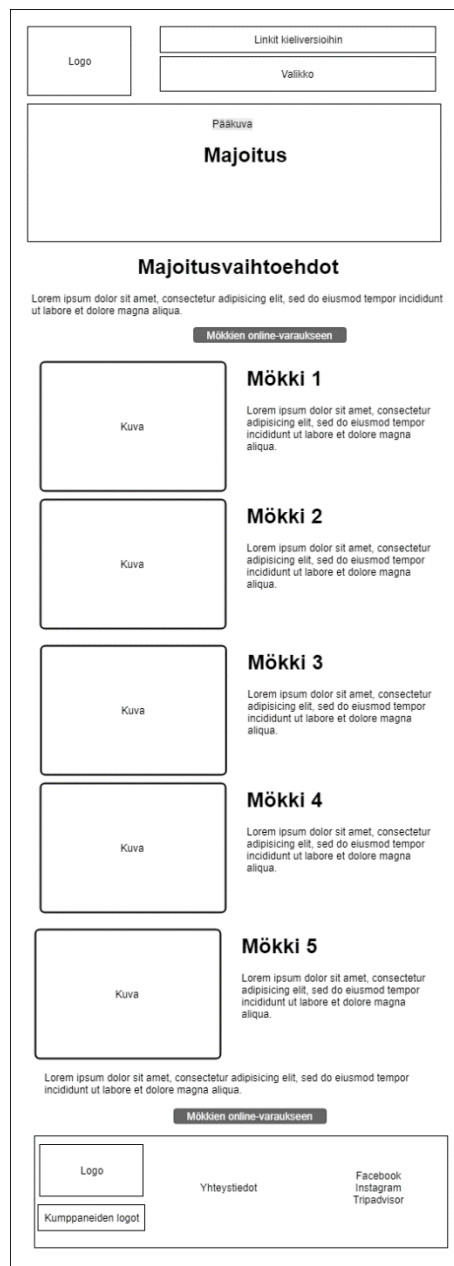 Logo
Linkit kieliversioihin
Valikko
Pääkuva
Majoitus
Majoitusvaihtoehdot
Lorem ipsum dolor sit amet, consectetur adipisicing elit, sed do eiusmod tempor incididunt
ut labore et dolore magna aliqua.
Mökkien online-varaukseen
Kuva
Mökki 1
Lorem ipsum dolor sit amet, consectetur
adipisicing elit, sed do eiusmod tempor
incididunt ut labore et dolore magna
aliqua.
Kuva
Mökki 2
Lorem ipsum dolor sit amet, consectetur
adipisicing elit, sed do eiusmod tempor
incididunt ut labore et dolore magna
aliqua.
Kuva
Mökki 3
Lorem ipsum dolor sit amet, consectetur
adipisicing elit, sed do eiusmod tempor
incididunt ut labore et dolore magna
aliqua.
Kuva
Mökki 4
Lorem ipsum dolor sit amet, consectetur
adipisicing elit, sed do eiusmod tempor
incididunt ut labore et dolore magna
aliqua.
Kuva
Mökki 5
Lorem ipsum dolor sit amet, consectetur
adipisicing elit, sed do eiusmod tempor
incididunt ut labore et dolore magna
aliqua.
Lorem ipsum dolor sit amet, consectetur adipisicing elit, sed do eiusmod tempor
incididunt ut labore et dolore magna aliqua.
Mökkien online-varaukseen
Logo
Kumppaneiden logot
Yhteystiedot
Facebook
Instagram
Tripadvisor